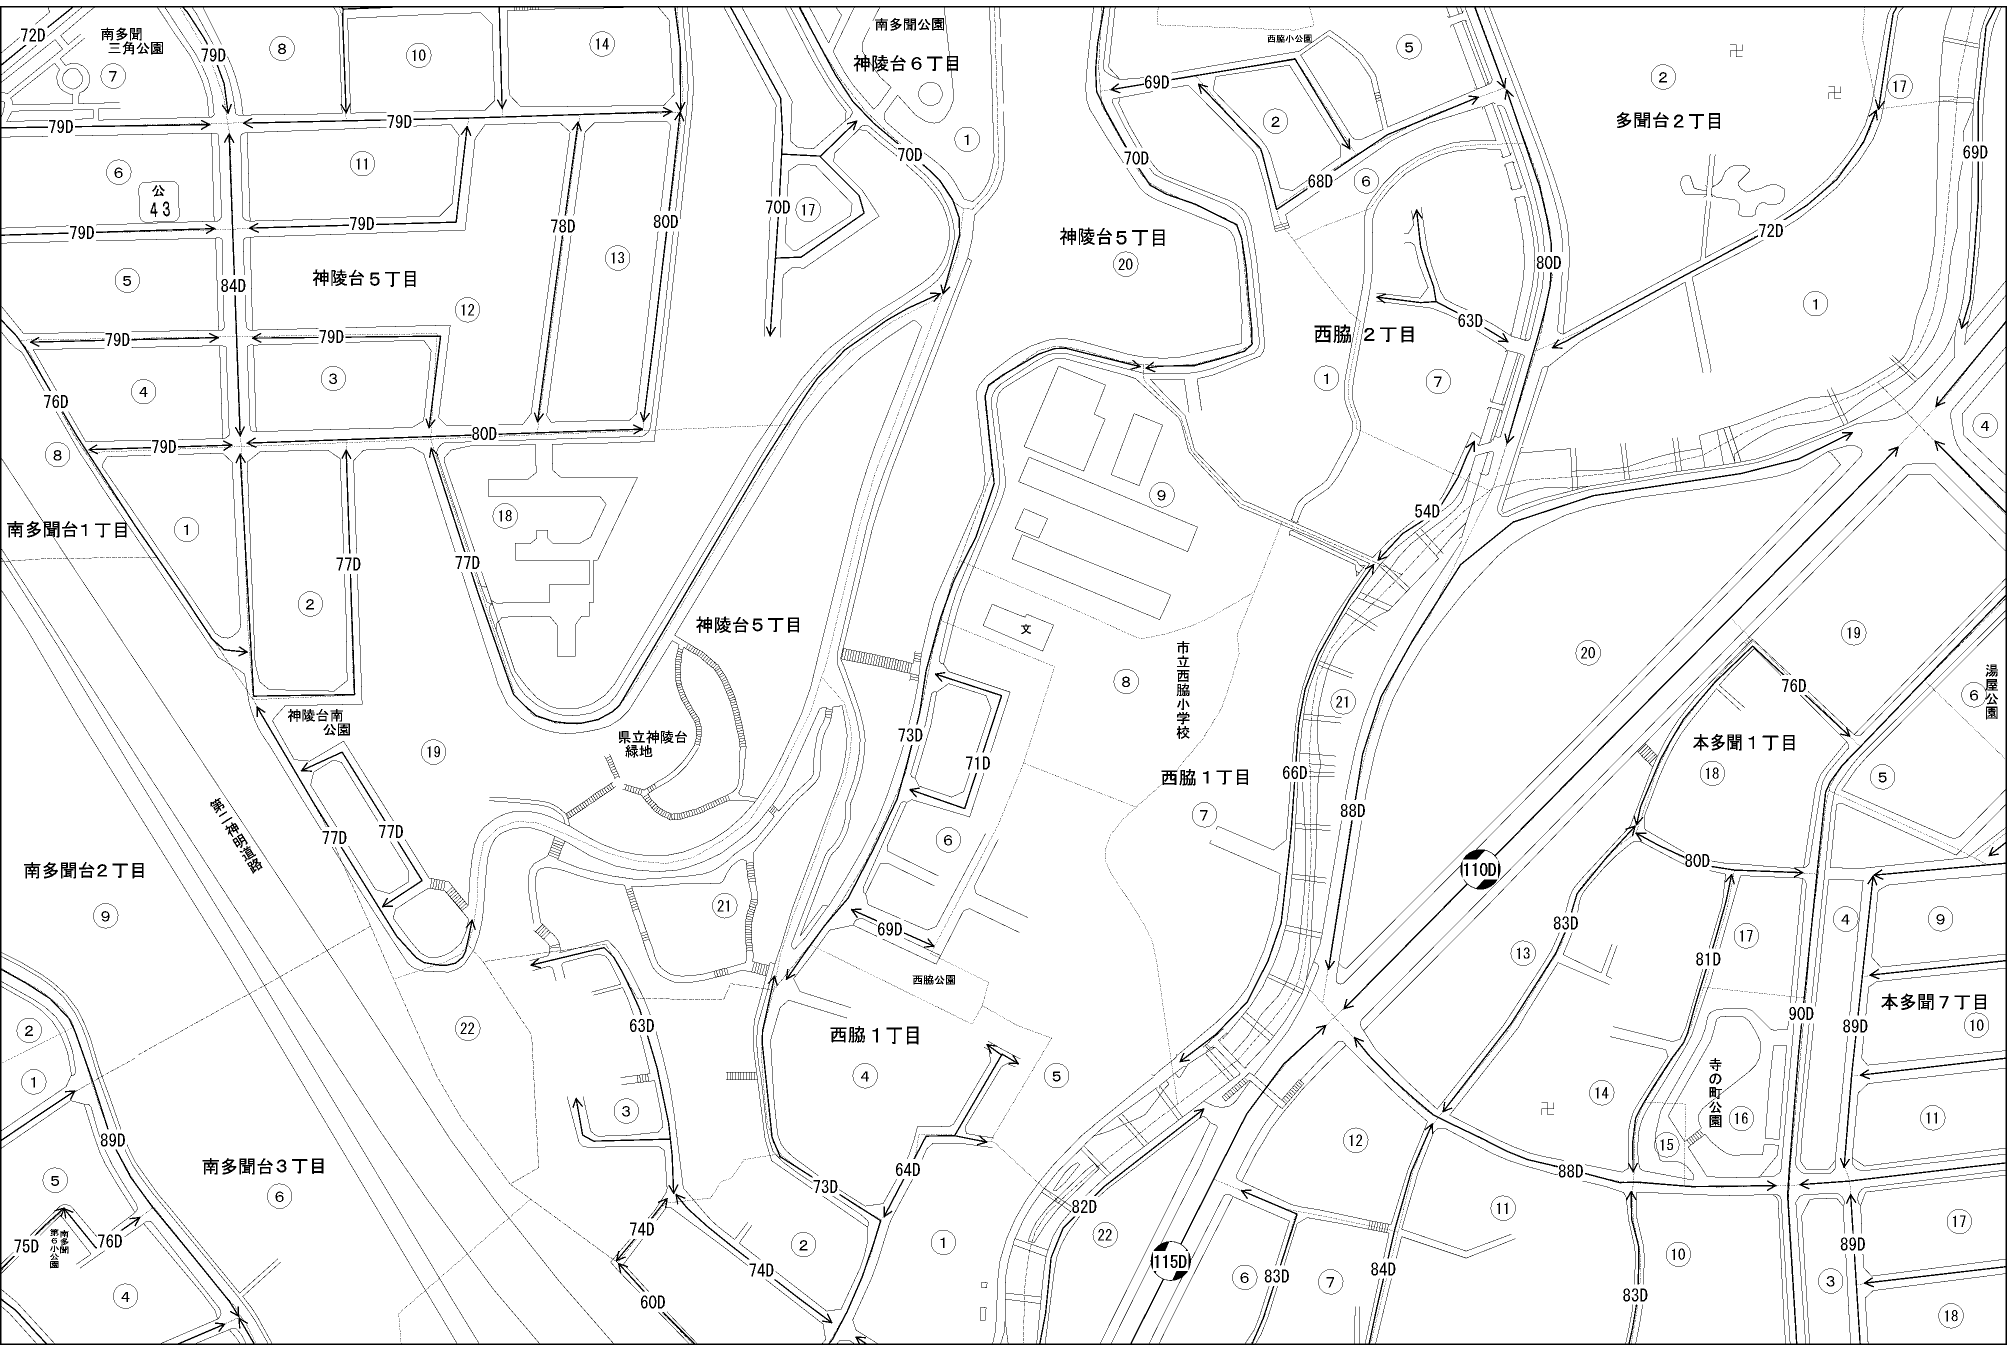 72D
南多聞
三角公園
7
79D
8
10
14
南多聞公園
神陵台６丁目
西脇小公園
5
2
卍
卍
17
多聞台２丁目
69D
79D
79D
2
70D
1
70D
69D
6
11
公
43
79D
79D
78D
80D
70D
17
68D
6
13
神陵台５丁目
20
80D
72D
5
84D
神陵台５丁目
12
63D
西脇 ２丁目
1
79D
79D
3
4
76D
1
7
4
79D
80D
8
18
9
54D
南多聞台１丁目
1
77D
77D
2
神陵台５丁目
文
19
20
市立西脇小学校
8
湯屋公園
6
76D
21
神陵台南
公園
県立神陵台
緑地
19
73D
71D
本多聞１丁目
18
西脇１丁目
66D
5
第二神明道路
77D
77D
88D
7
6
南多聞台２丁目
9
110D
80D
21
69D
83D
4
9
13
17
81D
西脇公園
22
63D
西脇１丁目
本多聞７丁目
10
90D
89D
2
1
4
5
3
14
寺の町公園
16
卍
15
11
12
89D
南多聞台３丁目
6
5
64D
73D
88D
82D
22
11
17
75D
76D
南多聞
第６小公園
74D
74D
2
1
115D
6
83D
7
84D
10
89D
3
4
60D
83D
18